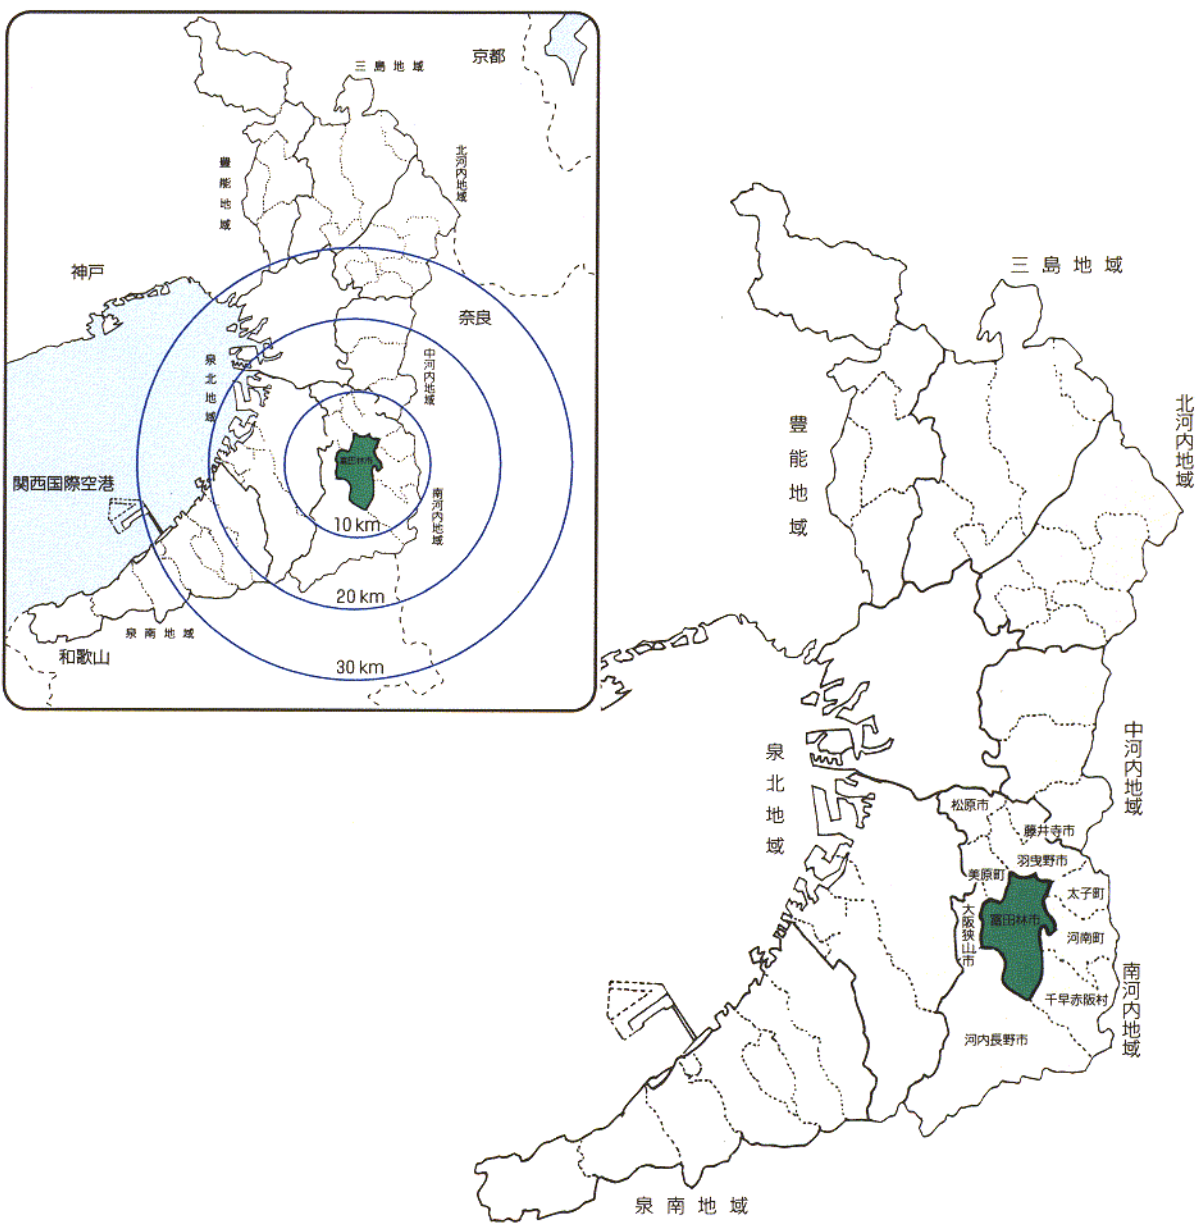 京都
三島地域
北河内地域
豊能地域
神戸
奈良
中河内地域
泉北地域
富田林市
関西国際空港
南河内地域
10km
20km
泉南地域
和歌山
30km
三島地域
北河内地域
豊能地域
中河内地域
泉北地域
松原市
藤井寺市
羽曳野市
美原町
太子町
大阪狭山市
富田林市
河南町
南河内地域
千早赤阪村
河内長野市
泉南地域